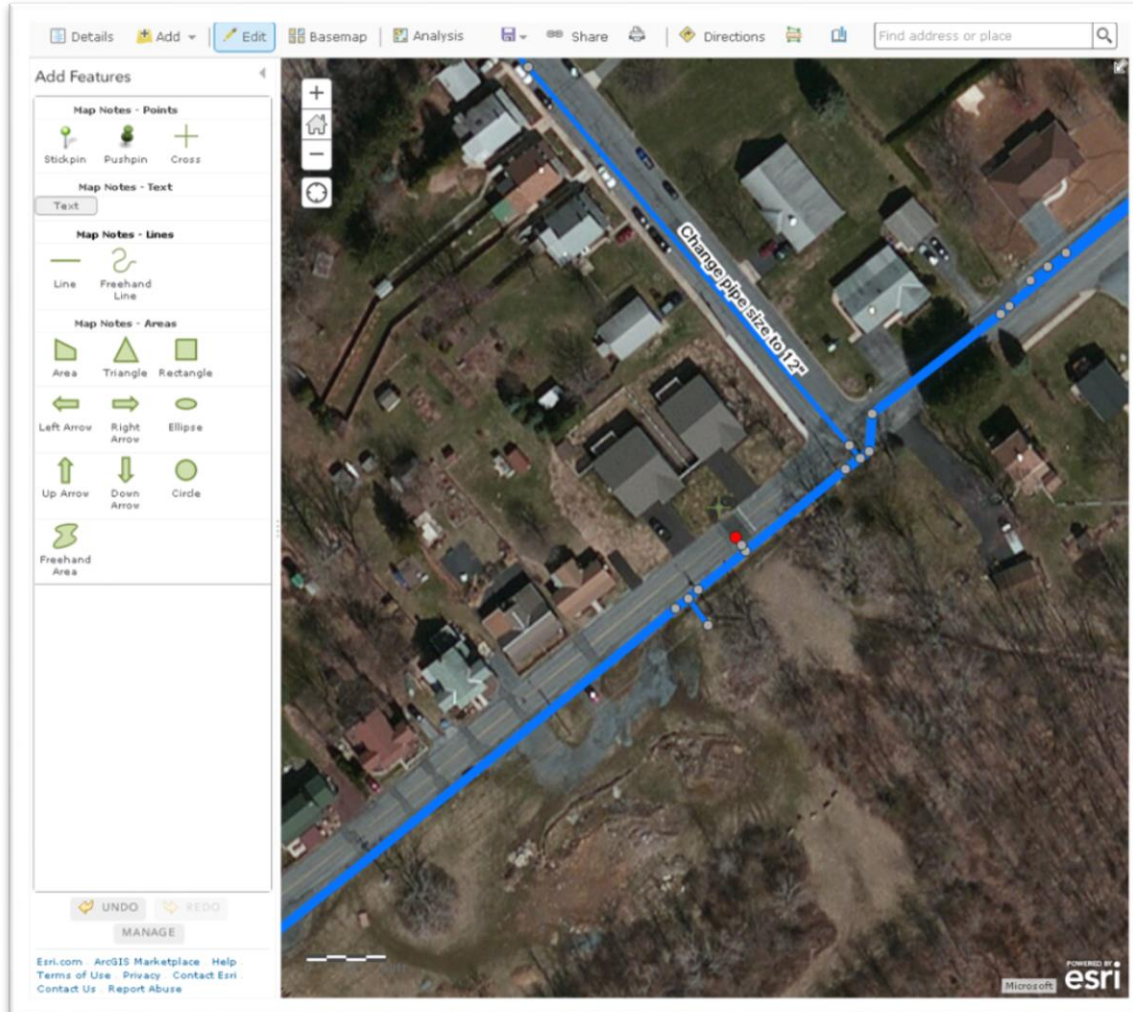 Details Add Edit Basemap Analysis Share Directions Find address or place
Add Features
Map Notes - Points
Stickpin Pushpin Cross
Map Notes - Text
Text
Map Notes - Lines
Line Freehand Line
Map Notes - Areas
Area Triangle Rectangle
Left Arrow Right Arrow Ellipse
Up Arrow Down Arrow Circle
Freehand Area
UNDO REDO
MANAGE
Esri.com ArcGIS Marketplace Help
Terms of Use Privacy Contact Esri
Contact Us Report Abuse
Change pipe size to 12"
Microsoft
POWERED BY
esri